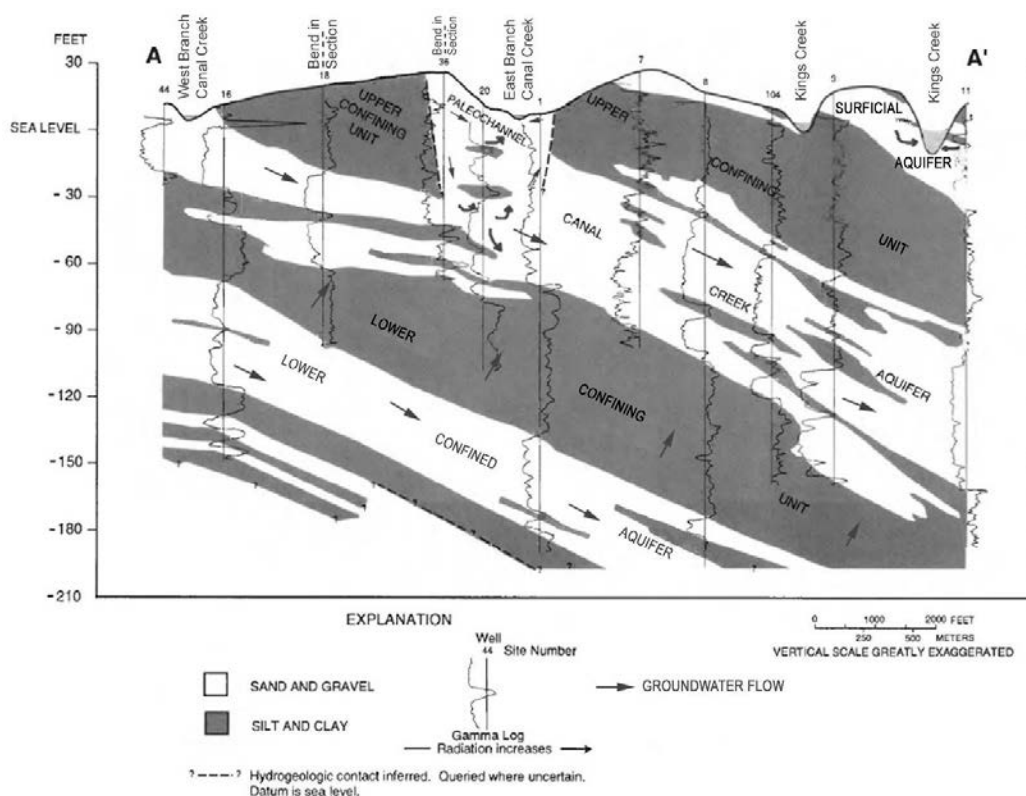 FEET
A
West Branch
Canal Creek
Bend in
Section
Bend in
Section
East Branch
Canal Creek
Kings Creek
Kings Creek
A'
44
16
18
36
20
1
7
8
104
5
11
30
SEA LEVEL
-30
-60
-90
-120
-150
-180
-210
UPPER
CONFINING
UNIT
PALEOCHANNEL
UPPER
CONFINING
UNIT
SURFICIAL
AQUIFER
CANAL
CREEK
AQUIFER
LOWER
CONFINING
UNIT
LOWER
CONFINED
AQUIFER
? ? ? ? ? ? ? ? ?
EXPLANATION
SAND AND GRAVEL
SILT AND CLAY
Well
44 Site Number
Gamma Log
Radiation increases
GROUNDWATER FLOW
0 1000 2000 FEET
250 500 METERS
VERTICAL SCALE GREATLY EXAGGERATED
? ? Hydrogeologic contact inferred. Queried where uncertain.
Datum is sea level.